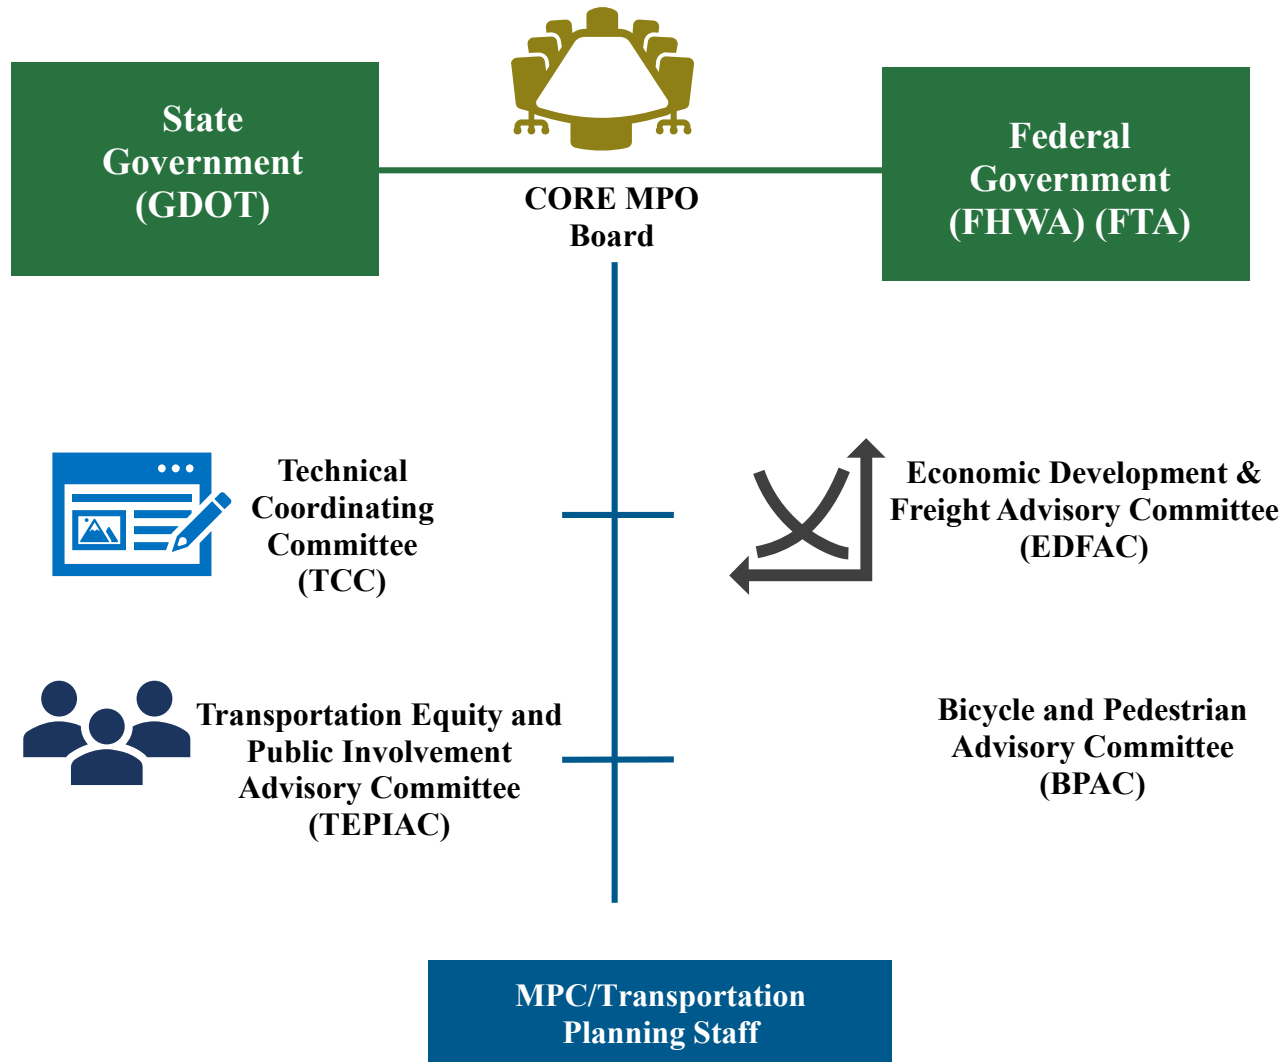 State
Government
(GDOT)
CORE MPO
Board
Federal
Government
(FHWA) (FTA)
Technical
Coordinating
Committee
(TCC)
Economic Development &
Freight Advisory Committee
(EDFAC)
Transportation Equity and
Public Involvement
Advisory Committee
(TEPIAC)
Bicycle and Pedestrian
Advisory Committee
(BPAC)
MPC/Transportation
Planning Staff